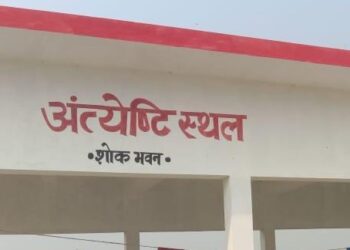 अंत्येष्टि स्थल
•शोक भवन•